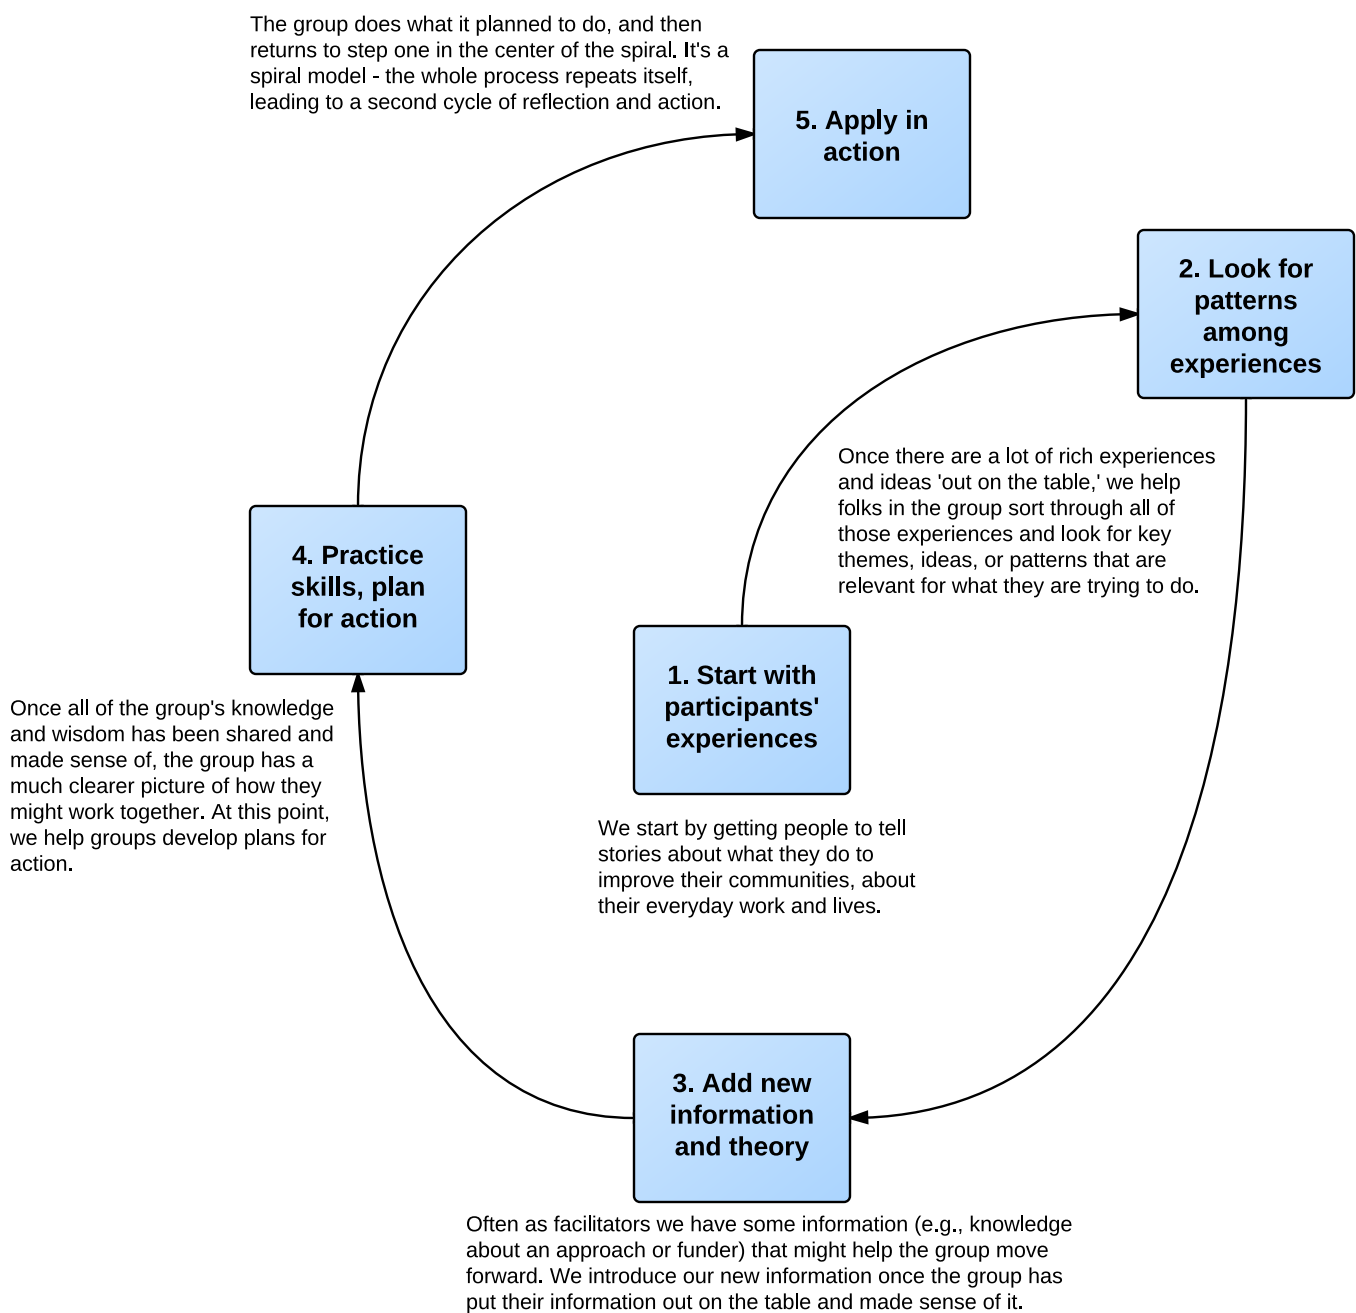 The group does what it planned to do, and then
returns to step one in the center of the spiral. It's a
spiral model - the whole process repeats itself,
leading to a second cycle of reflection and action.
5. Apply in
action
2. Look for
patterns
among
experiences
Once there are a lot of rich experiences
and ideas 'out on the table,' we help
folks in the group sort through all of
those experiences and look for key
themes, ideas, or patterns that are
relevant for what they are trying to do.
4. Practice
skills, plan
for action
1. Start with
participants'
experiences
Once all of the group's knowledge
and wisdom has been shared and
made sense of, the group has a
much clearer picture of how they
might work together. At this point,
we help groups develop plans for
action.
We start by getting people to tell
stories about what they do to
improve their communities, about
their everyday work and lives.
3. Add new
information
and theory
Often as facilitators we have some information (e.g., knowledge
about an approach or funder) that might help the group move
forward. We introduce our new information once the group has
put their information out on the table and made sense of it.